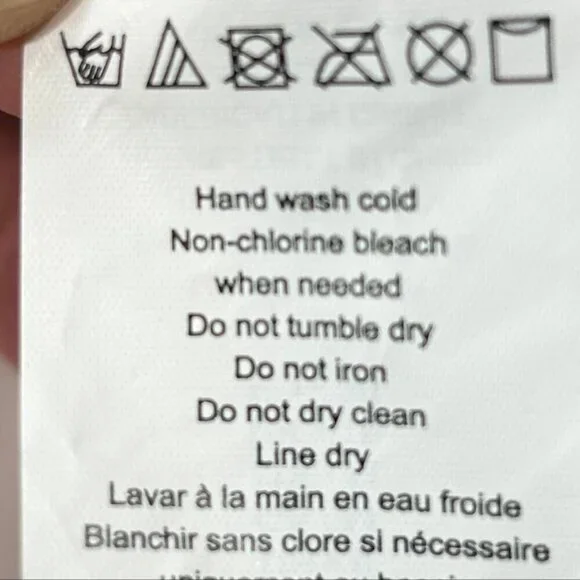 Hand wash cold
Non-chlorine bleach
when needed
Do not tumble dry
Do not iron
Do not dry clean
Line dry
Lavar à la main en eau froide
Blanchir sans clore si nécessaire
uniquement